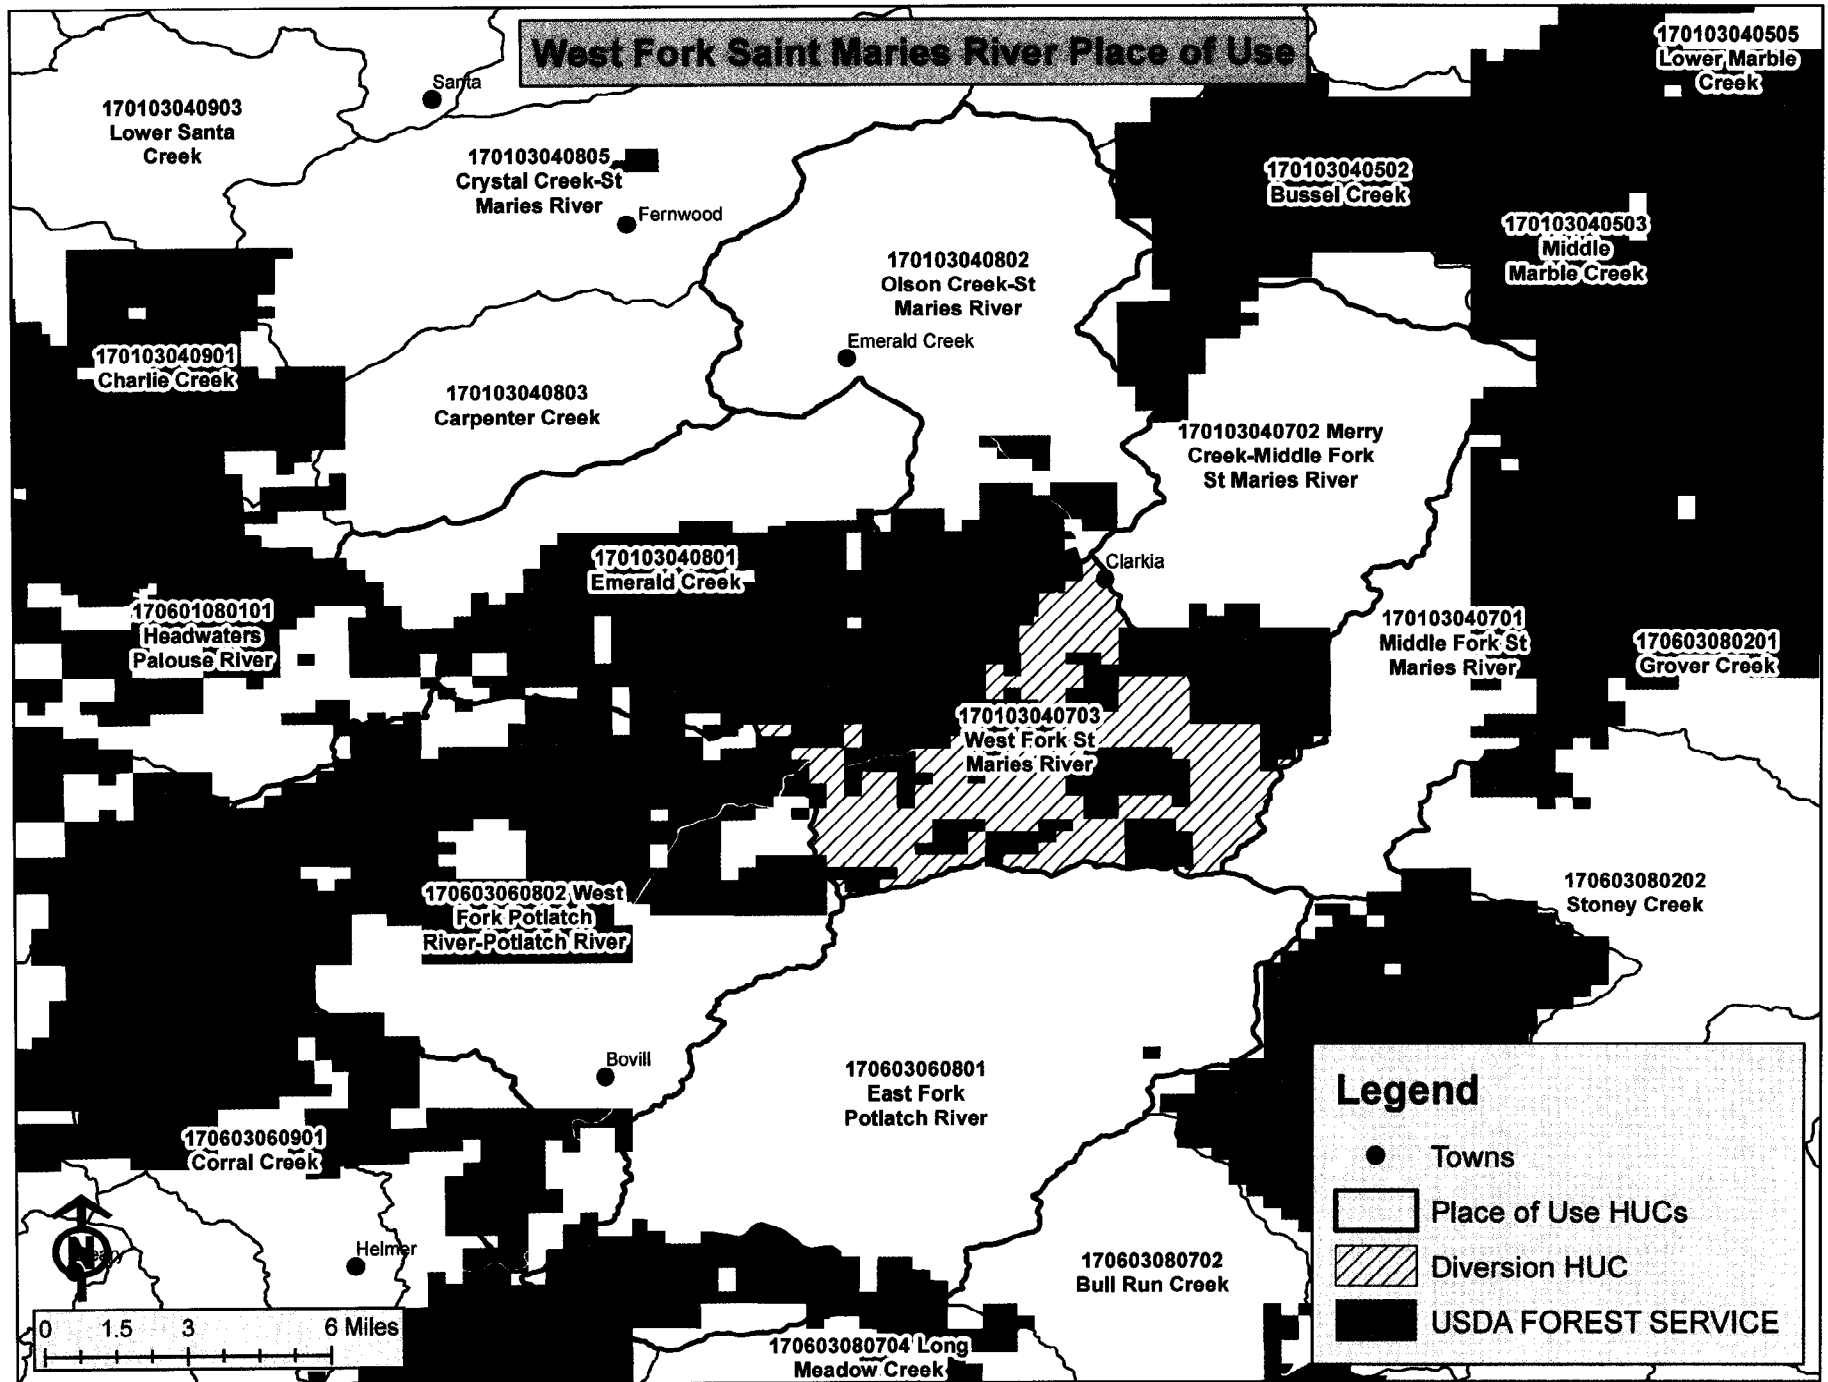 West Fork Saint Maries River Place of Use
170103040505
Lower Marble
Creek
Santa
170103040903
Lower Santa
Creek
170103040805
Crystal Creek-St
Maries River
Fernwood
170103040502
Bussel Creek
170103040503
Middle
Marble Creek
170103040802
Olson Creek-St
Maries River
Emerald Creek
170103040901
Charlie Creek
170103040803
Carpenter Creek
170103040702 Merry
Creek-Middle Fork
St Maries River
170103040801
Emerald Creek
Clarkia
170601080101
Headwaters
Palouse River
170103040701
Middle Fork St
Maries River
170603080201
Grover Creek
170103040703
West Fork St
Maries River
170603060802 West
Fork Potlatch
River-Potlatch River
170603080202
Stoney Creek
Bovill
170603060801
East Fork
Potlatch River
170603060901
Corral Creek
Helmer
170603080702
Bull Run Creek
170603080704 Long
Meadow Creek
N
0 1.5 3 6 Miles
Legend
Towns
Place of Use HUCs
Diversion HUC
USDA FOREST SERVICE